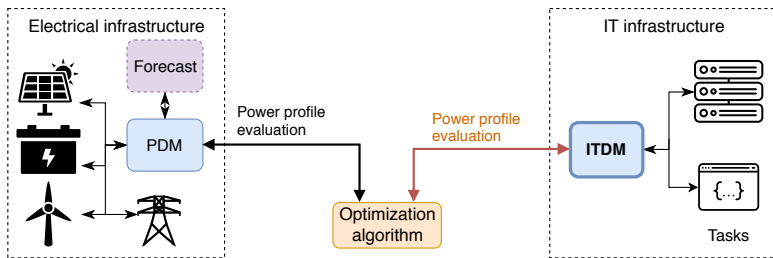 Electrical infrastructure
IT infrastructure
Forecast
PDM
Power profile
evaluation
Power profile
evaluation
ITDM
Optimization
algorithm
{...}
Tasks